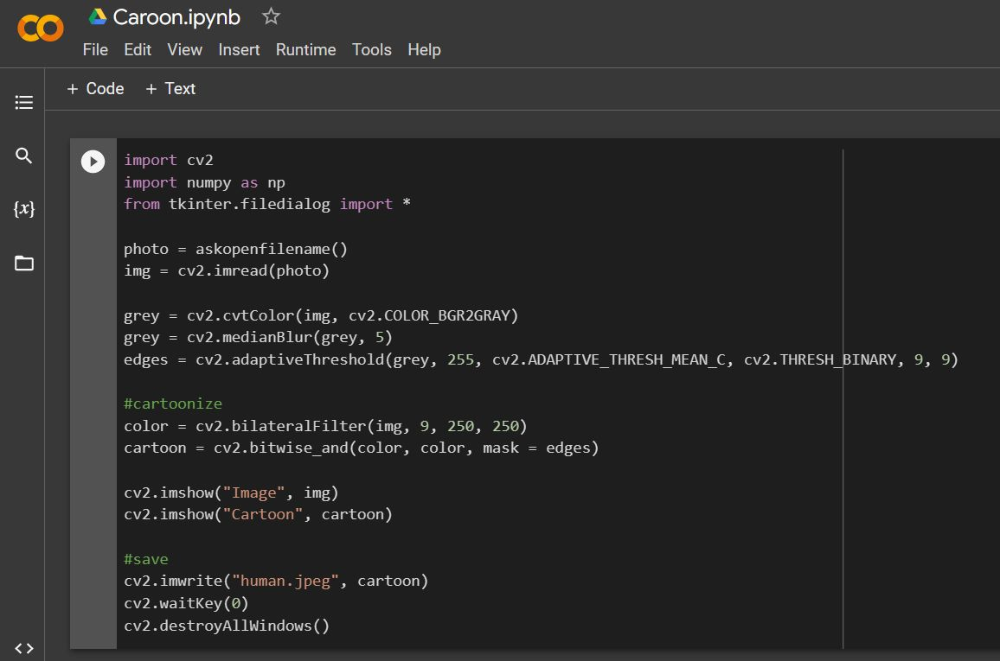 Caroon.ipynb
File Edit View Insert Runtime Tools Help
+ Code + Text
{x}
import cv2
import numpy as np
from tkinter.filedialog import *
photo = askopenfilename()
img = cv2.imread(photo)
grey = cv2.cvtColor(img, cv2.COLOR_BGR2GRAY)
grey = cv2.medianBlur(grey, 5)
edges = cv2.adaptiveThreshold(grey, 255, cv2.ADAPTIVE_THRESH_MEAN_C, cv2.THRESH_BINARY, 9, 9)
#cartoonize
color = cv2.bilateralFilter(img, 9, 250, 250)
cartoon = cv2.bitwise_and(color, color, mask = edges)
cv2.imshow("Image", img)
cv2.imshow("Cartoon", cartoon)
#save
cv2.imwrite("human.jpeg", cartoon)
cv2.waitKey(0)
cv2.destroyAllWindows()